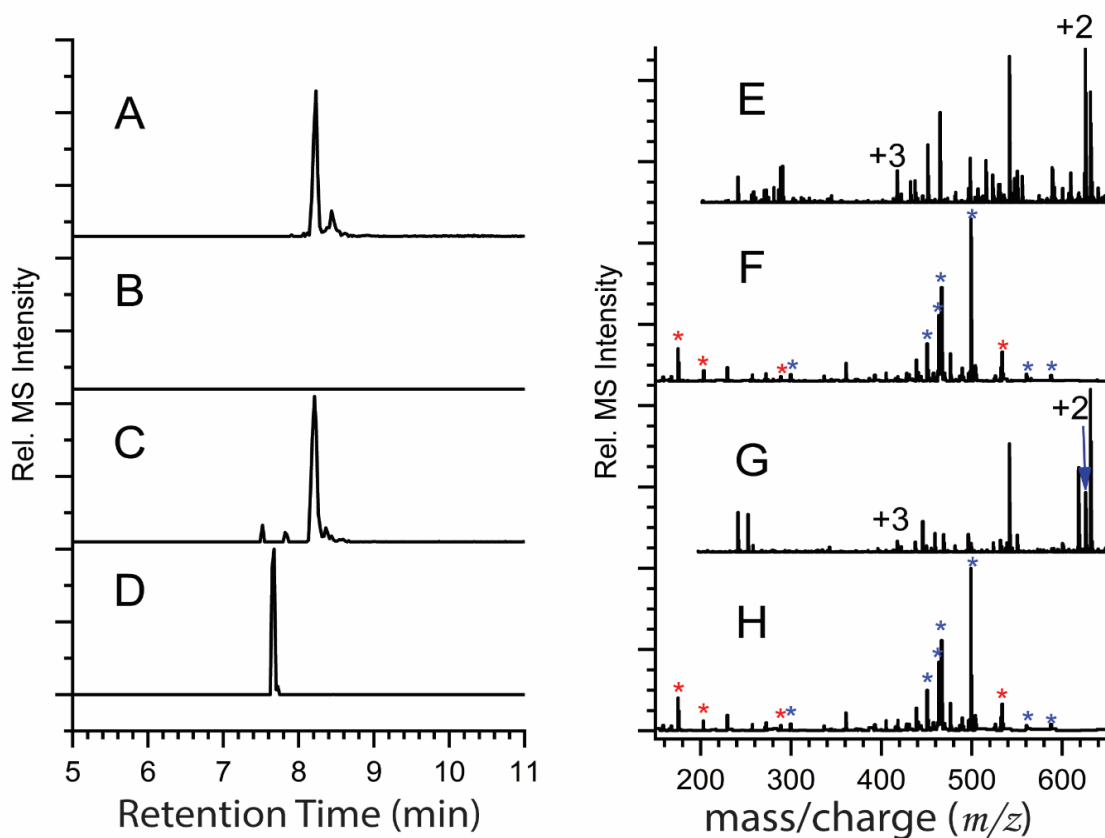 Rel. MS Intensity
A
B
C
D
5 6 7 8 9 10 11
Retention Time (min)
Rel. MS Intensity
+2
E
+3
*
F
* * * * * * * * * *
+2
G
+3
*
H
* * * * * * * * * *
200 300 400 500 600
mass/charge (m/z)